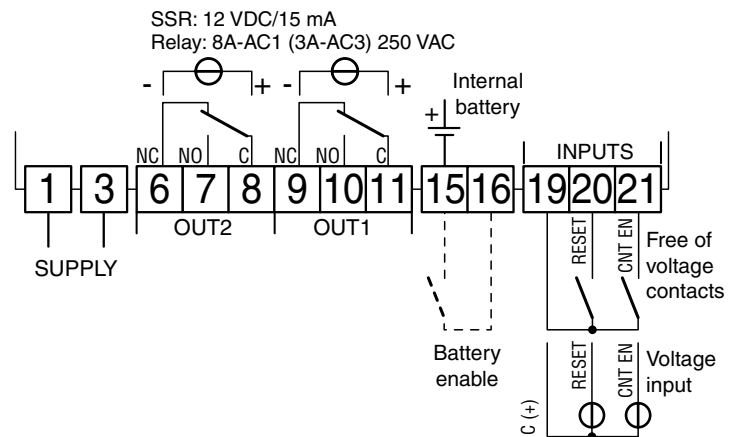 SSR: 12 VDC/15 mA
Relay: 8A-AC1 (3A-AC3) 250 VAC
- + - +
Internal
battery
+
NC NO C NC NO C
INPUTS
1 3 6 7 8 9 10 11 15 16 19 20 21
OUT2 OUT1
SUPPLY
RESET
CNT EN
Free of
voltage
contacts
Battery
enable
C (+)
RESET
CNT EN
Voltage
input